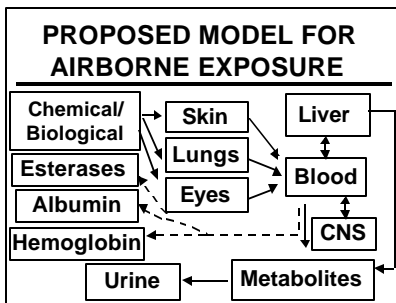 PROPOSED MODEL FOR
AIRBORNE EXPOSURE
Chemical/
Biological
Skin
Liver
Lungs
Esterases
Blood
Eyes
Albumin
CNS
Hemoglobin
Urine
Metabolites